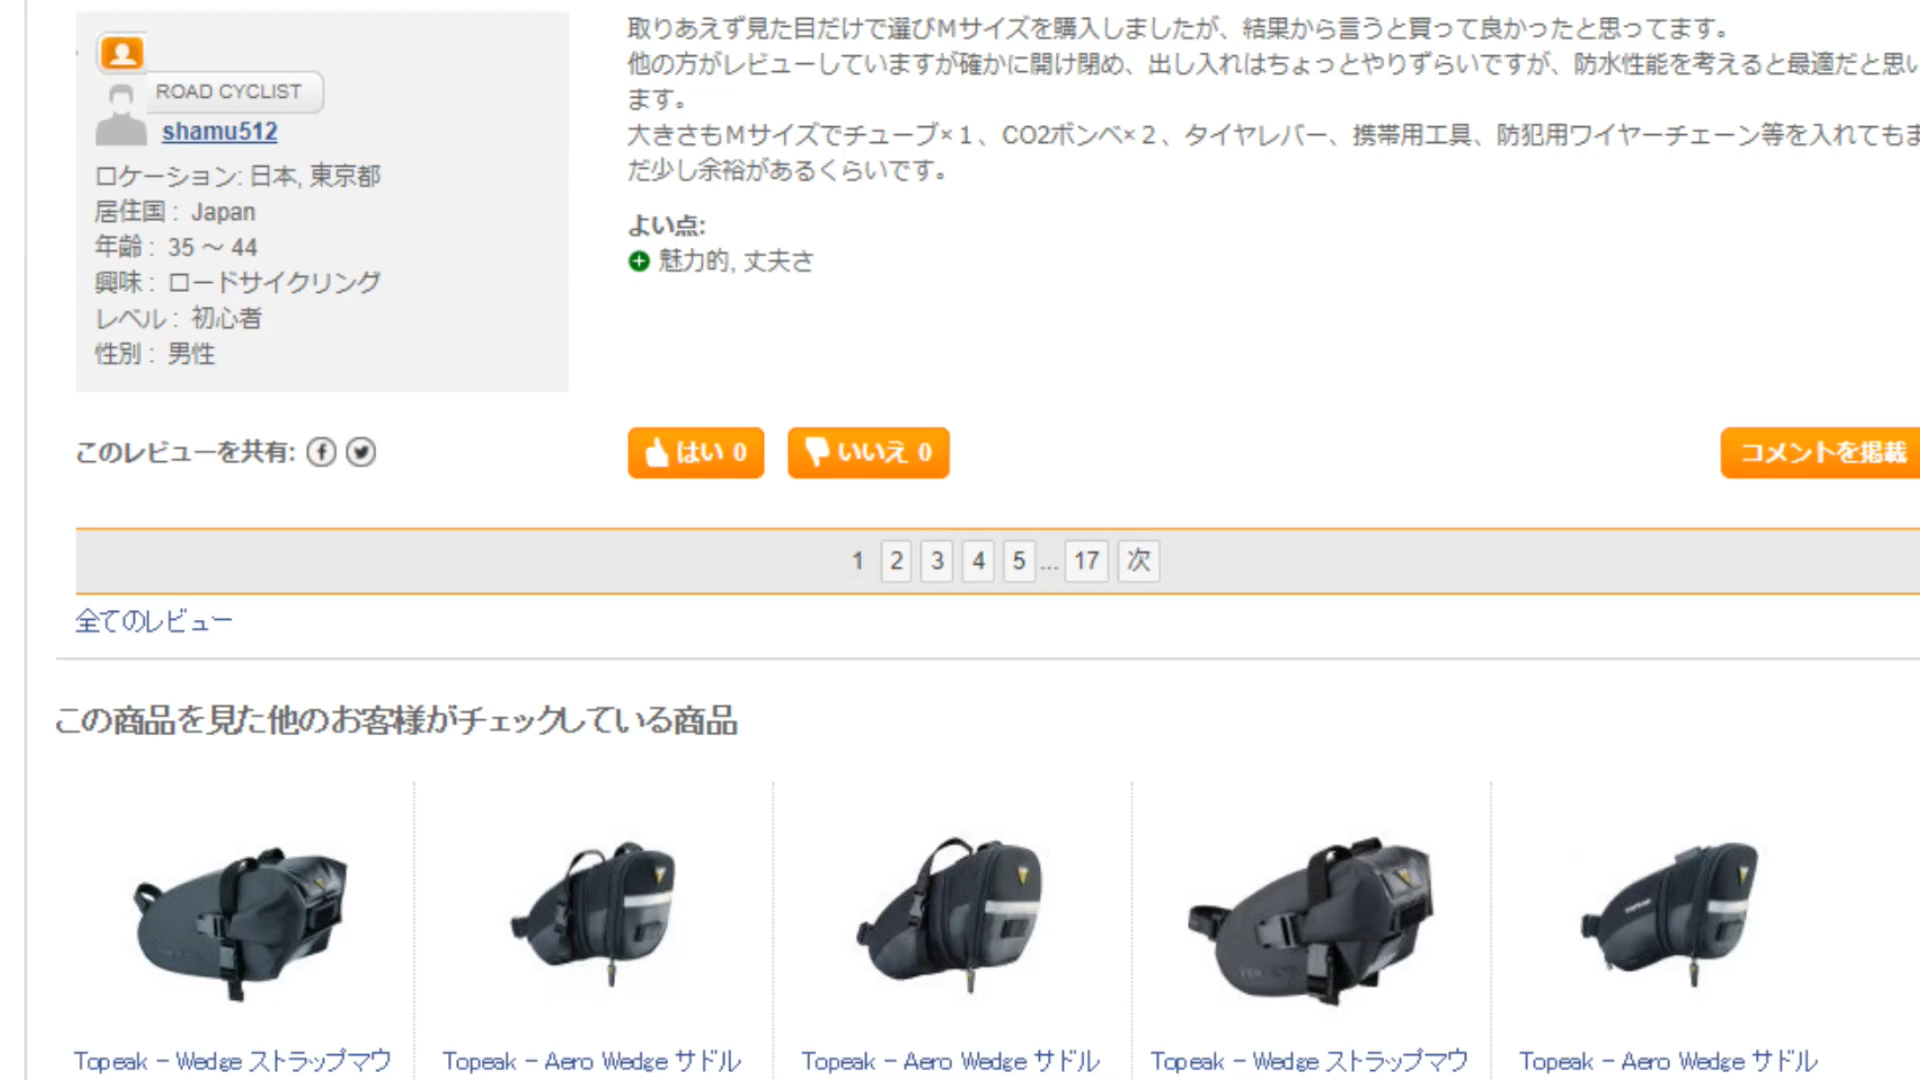 ROAD CYCLIST
shamu512
ロケーション: 日本, 東京都
居住国 : Japan
年齢 : 35 ～ 44
興味 : ロードサイクリング
レベル : 初心者
性別 : 男性
取りあえず見た目だけで選びMサイズを購入しましたが、結果から言うと買って良かったと思ってます。
他の方がレビューしていますが確かに開け閉め、出し入れはちょっとやりずらいですが、防水性能を考えると最適だと思い
ます。
大きさもMサイズでチューブ×１、CO2ボンベ×２、タイヤレバー、携帯用工具、防犯用ワイヤーチェーン等を入れてもま
だ少し余裕があるくらいです。
よい点:
魅力的, 丈夫さ
このレビューを共有:
はい 0
いいえ 0
コメントを掲載
1 2 3 4 5 ... 17 次
全てのレビュー
この商品を見た他のお客様がチェックしている商品
Topeak - Wedge ストラップマウ
Topeak - Aero Wedge サドル
Topeak - Aero Wedge サドル
Topeak - Wedge ストラップマウ
Topeak - Aero Wedge サドル